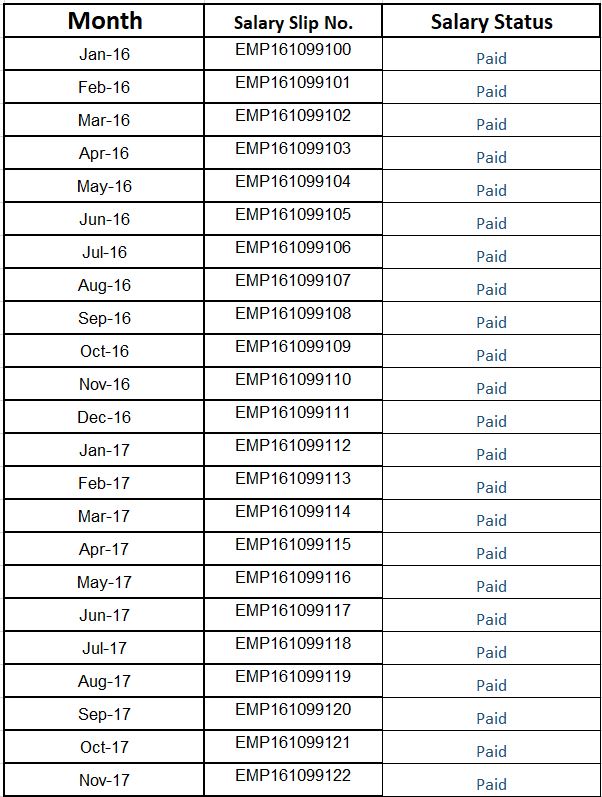 Month Salary Slip No. Salary Status
Jan-16 EMP161099100 Paid
Feb-16 EMP161099101 Paid
Mar-16 EMP161099102 Paid
Apr-16 EMP161099103 Paid
May-16 EMP161099104 Paid
Jun-16 EMP161099105 Paid
Jul-16 EMP161099106 Paid
Aug-16 EMP161099107 Paid
Sep-16 EMP161099108 Paid
Oct-16 EMP161099109 Paid
Nov-16 EMP161099110 Paid
Dec-16 EMP161099111 Paid
Jan-17 EMP161099112 Paid
Feb-17 EMP161099113 Paid
Mar-17 EMP161099114 Paid
Apr-17 EMP161099115 Paid
May-17 EMP161099116 Paid
Jun-17 EMP161099117 Paid
Jul-17 EMP161099118 Paid
Aug-17 EMP161099119 Paid
Sep-17 EMP161099120 Paid
Oct-17 EMP161099121 Paid
Nov-17 EMP161099122 Paid